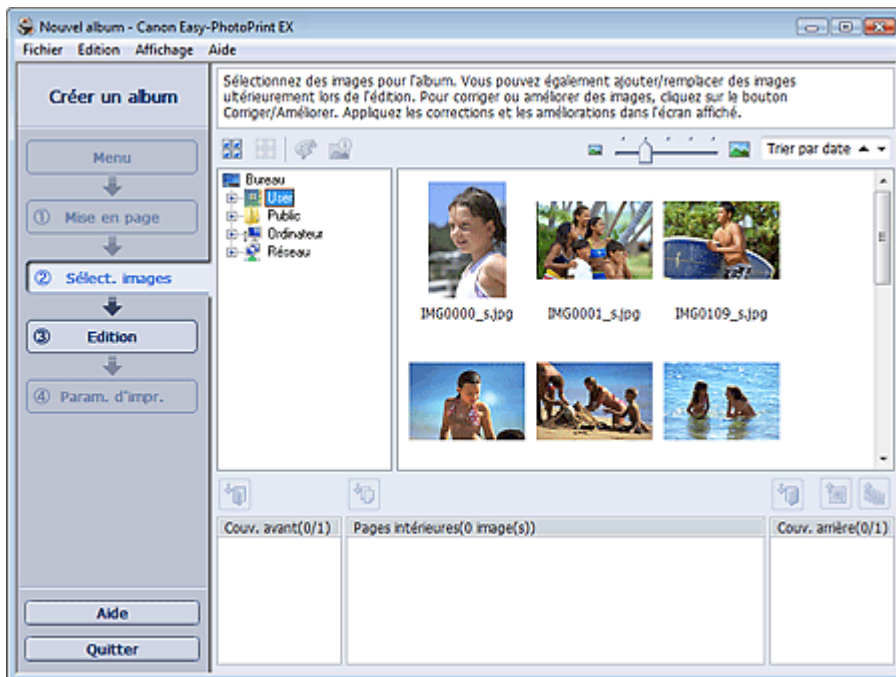 Nouvel album - Canon Easy-PhotoPrint EX
Fichier Edition Affichage Aide
Créer un album
Menu
① Mise en page
② Sélect. images
③ Edition
④ Param. d'impr.
Aide
Quitter
Sélectionnez des images pour l'album. Vous pouvez également ajouter/remplacer des images
ultérieurement lors de l'édition. Pour corriger ou améliorer des images, cliquez sur le bouton
Corriger/Améliorer. Appliquez les corrections et les améliorations dans l'écran affiché.
Trier par date
Bureau
User
Public
Ordinateur
Réseau
IMG0000_s.jpg IMG0001_s.jpg IMG0109_s.jpg
Couv. avant(0/1) Pages intérieures(0 image(s)) Couv. arrière(0/1)